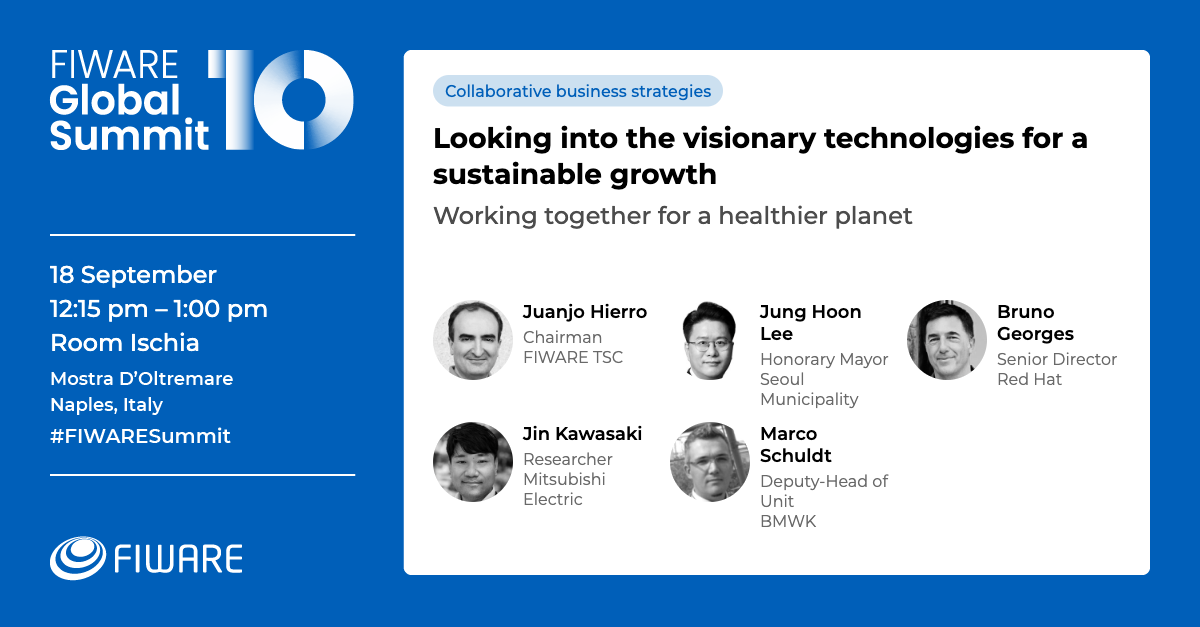 FIWARE
Global
Summit
10
18 September
12:15 pm – 1:00 pm
Room Ischia
Mostra D’Oltremare
Naples, Italy
#FIWARESummit
FIWARE
Collaborative business strategies
Looking into the visionary technologies for a
sustainable growth
Working together for a healthier planet
Juanjo Hierro
Chairman
FIWARE TSC
Jung Hoon
Lee
Honorary Mayor
Seoul
Municipality
Bruno
Georges
Senior Director
Red Hat
Jin Kawasaki
Researcher
Mitsubishi
Electric
Marco
Schuldt
Deputy-Head of
Unit
BMWK